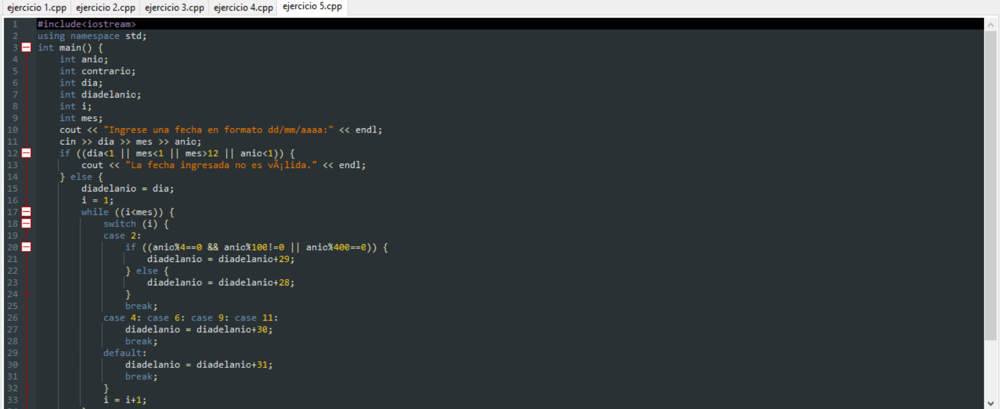 ejercicio 1.cpp ejercicio 2.cpp ejercicio 3.cpp ejercicio 4.cpp ejercicio 5.cpp
1 #include<iostream>
2 using namespace std;
3 int main() {
4 int anio;
5 int contrario;
6 int dia;
7 int diadelanio;
8 int i;
9 int mes;
10 cout << "Ingrese una fecha en formato dd/mm/aaaa:" << endl;
11 cin >> dia >> mes >> anio;
12 if ((dia<1 || mes<1 || mes>12 || anio<1)) {
13 cout << "La fecha ingresada no es vÃ¡lida." << endl;
14 } else {
15 diadelanio = dia;
16 i = 1;
17 while ((i<mes)) {
18 switch (i) {
19 case 2:
20 if ((anio%4==0 && anio%100!=0 || anio%400==0)) {
21 diadelanio = diadelanio+29;
22 } else {
23 diadelanio = diadelanio+28;
24 }
25 break;
26 case 4: case 6: case 9: case 11:
27 diadelanio = diadelanio+30;
28 break;
29 default:
30 diadelanio = diadelanio+31;
31 break;
32 }
33 i = i+1;